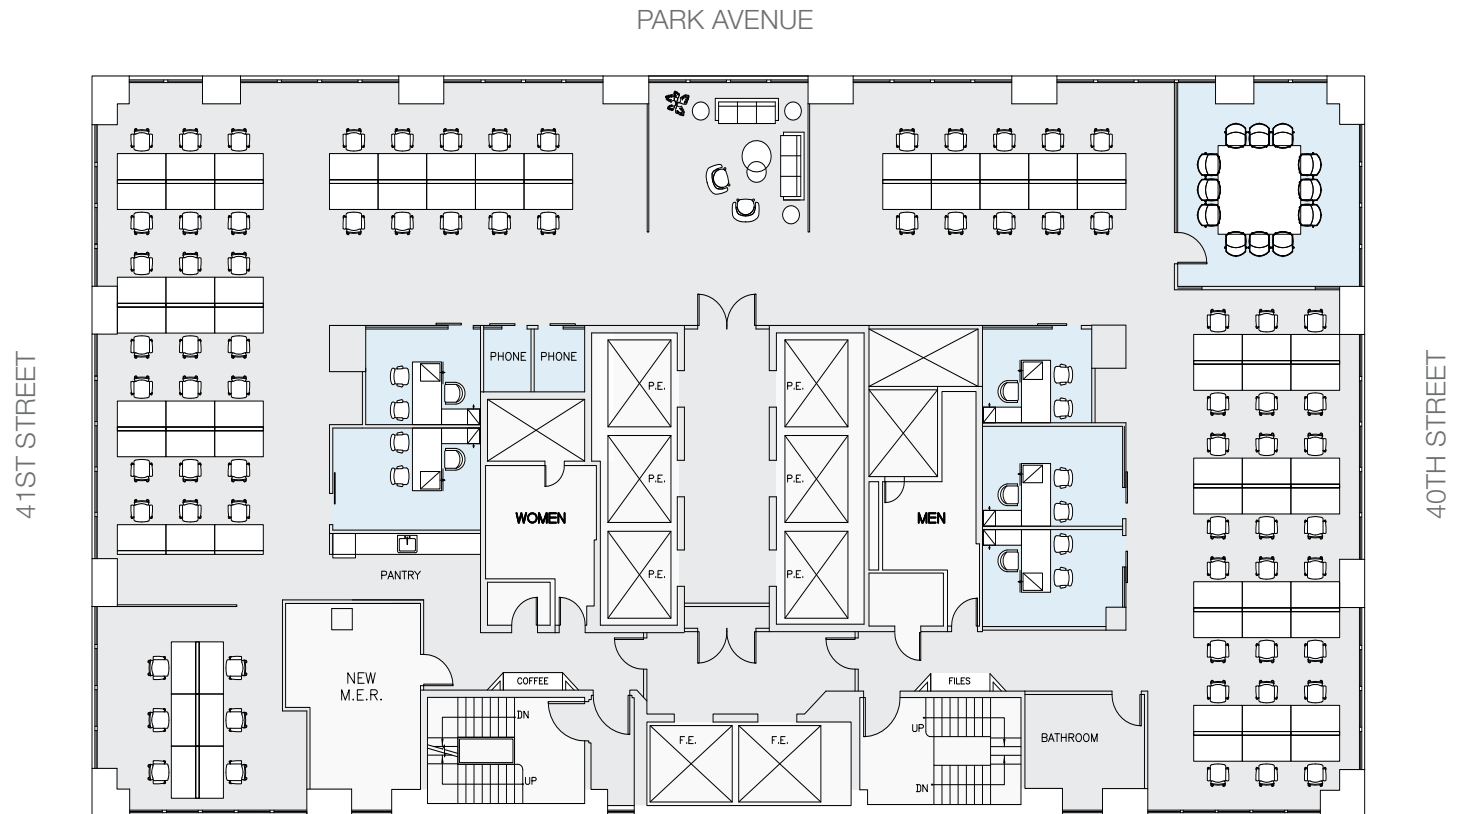 PARK AVENUE
41ST STREET
40TH STREET
PHONE PHONE
P.E.
P.E.
P.E.
P.E.
P.E.
P.E.
WOMEN
MEN
PANTRY
NEW
M.E.R.
COFFEE
FILES
DN
UP
F.E.
F.E.
UP
DN
BATHROOM